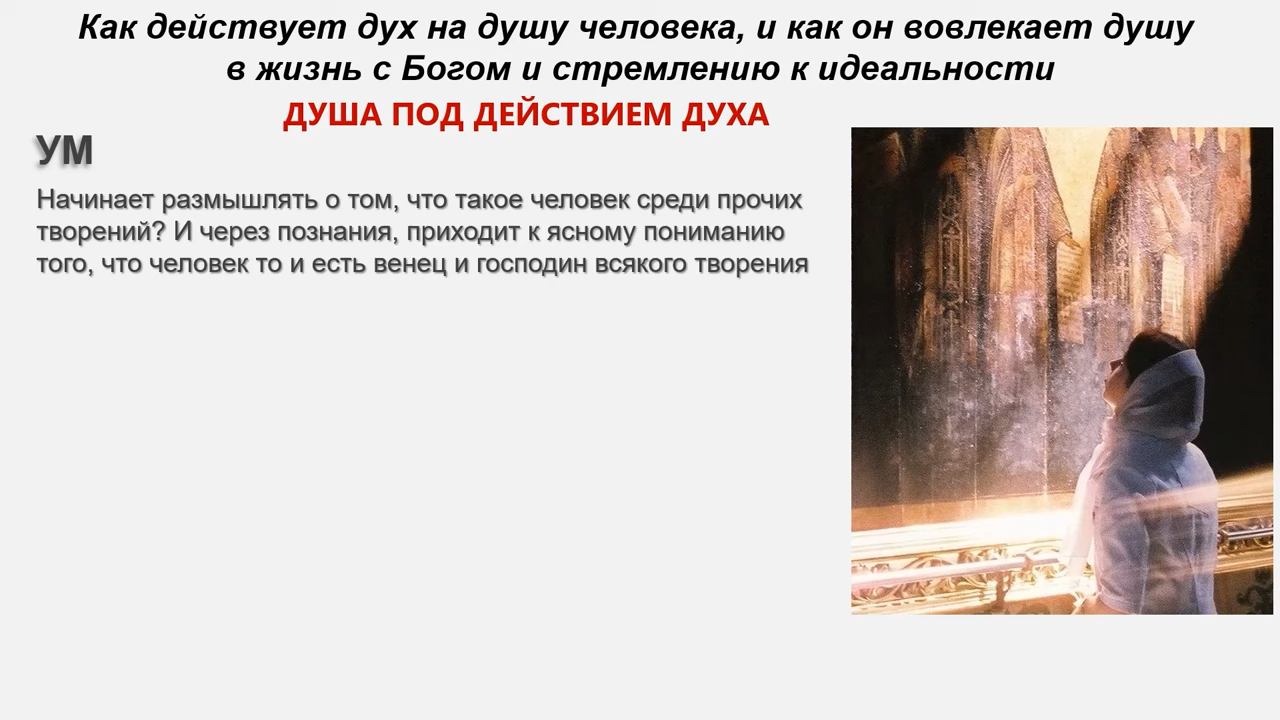 Как действует дух на душу человека, и как он вовлекает душу
в жизнь с Богом и стремлению к идеальности
ДУША ПОД ДЕЙСТВИЕМ ДУХА
УМ
Начинает размышлять о том, что такое человек среди прочих
творений? И через познания, приходит к ясному пониманию
того, что человек то и есть венец и господин всякого творения